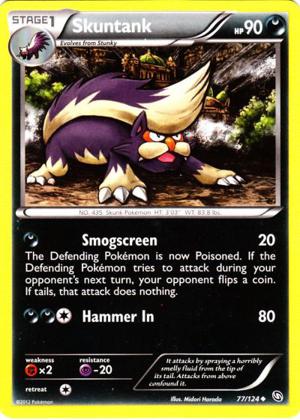 STAGE1
Skuntank
HP90
Evolves from Stunky
NO. 435 Skunk Pokémon HT: 3'03" WT: 83.8 lbs.
Smogscreen 20
The Defending Pokémon is now Poisoned. If the
Defending Pokémon tries to attack during your
opponent's next turn, your opponent flips a coin.
If tails, that attack does nothing.
Hammer In 80
weakness
×2
resistance
-20
retreat
It attacks by spraying a horribly
smelly fluid from the tip of
its tail. Attacks from above
confound it.
©2012 Pokémon
Illus. Midori Harada
77/124